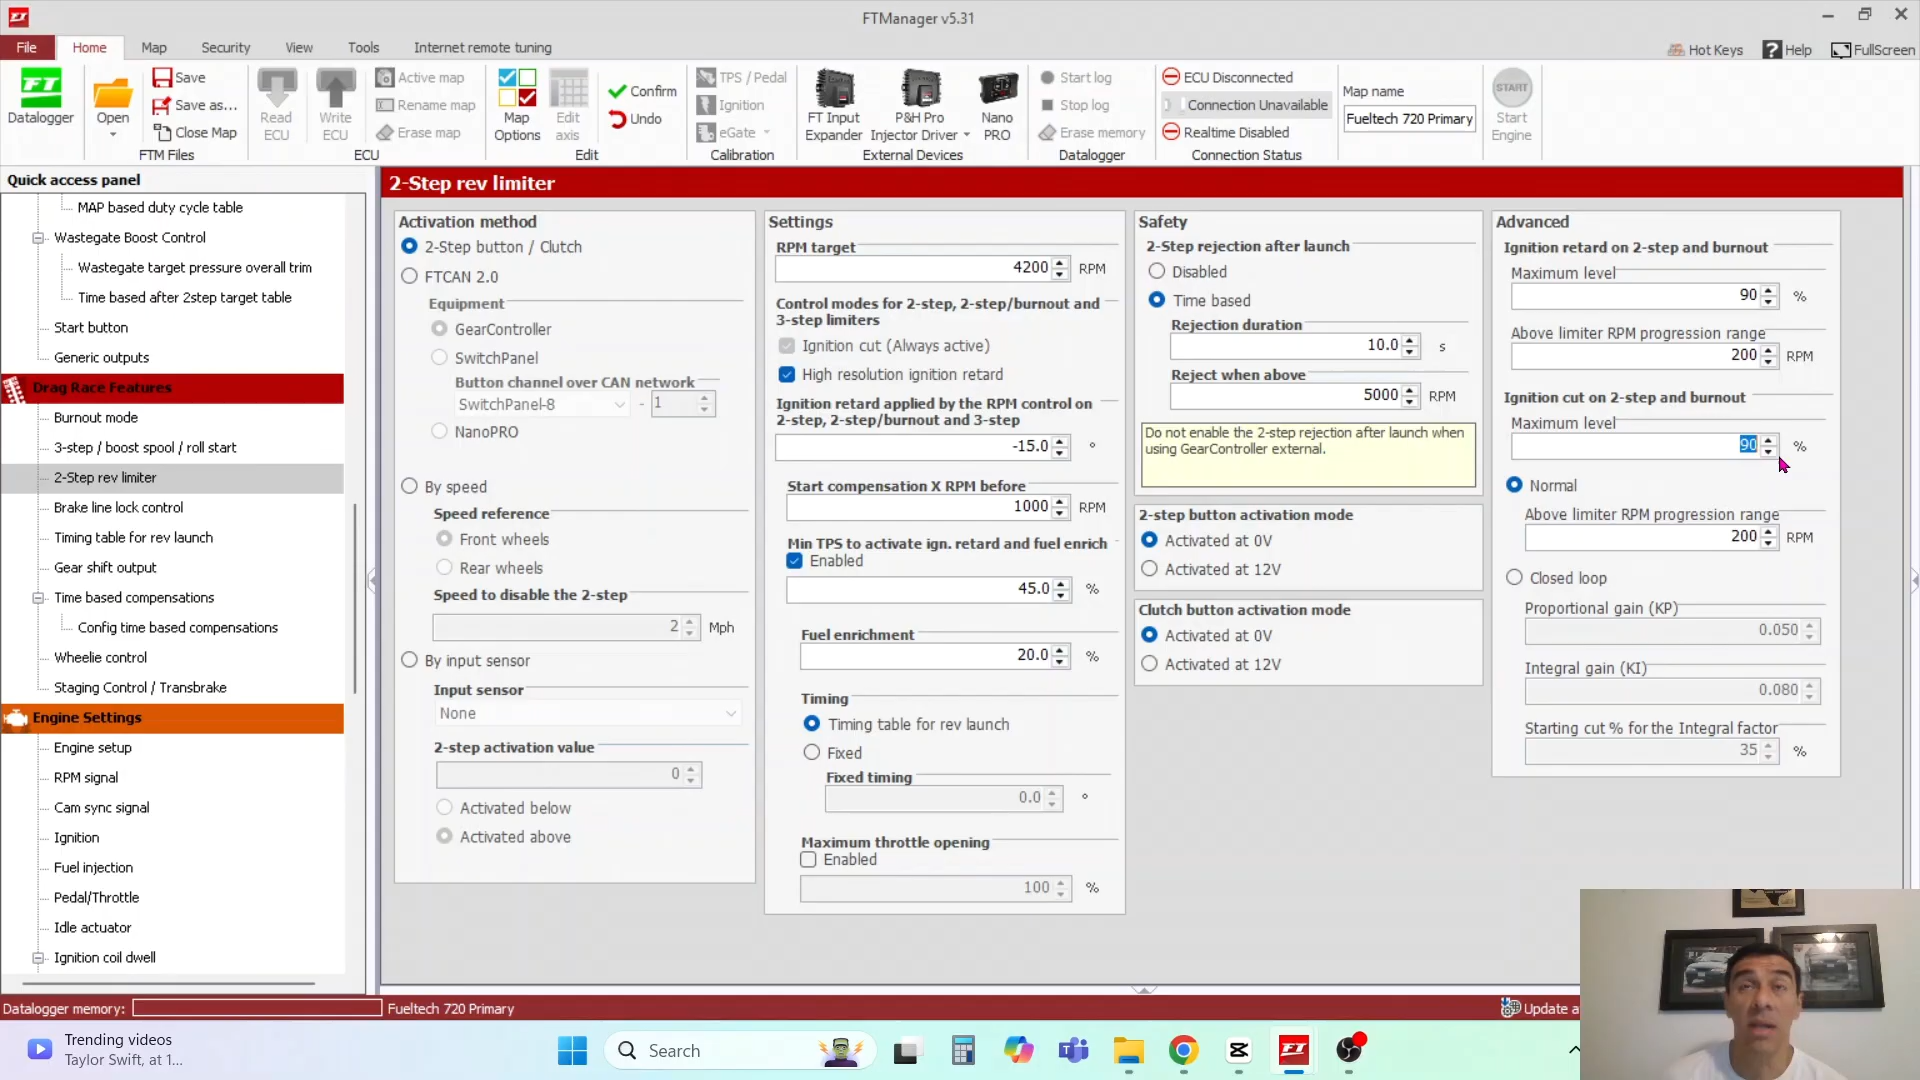 FT
FTManager v5.31
File
Home
Map
Security
View
Tools
Internet remote tuning
Hot Keys
Help
FullScreen
FT
Datalogger
Open
Save
Save as...
Close Map
FTM Files
Read
ECU
Write
ECU
Active map
Rename map
Erase map
ECU
Map
Options
Edit
axis
Confirm
Undo
Edit
TPS / Pedal
Ignition
eGate
Calibration
FT Input
Expander
P&H Pro
Injector Driver
Nano
PRO
External Devices
Start log
Stop log
Erase memory
Datalogger
ECU Disconnected
Connection Unavailable
Realtime Disabled
Connection Status
Map name
Fueltech 720 Primary
START
Start
Engine
Quick access panel
MAP based duty cycle table
Wastegate Boost Control
Wastegate target pressure overall trim
Time based after 2step target table
Start button
Generic outputs
Drag Race Features
Burnout mode
3-step / boost spool / roll start
2-Step rev limiter
Brake line lock control
Timing table for rev launch
Gear shift output
Time based compensations
Config time based compensations
Wheelie control
Staging Control / Transbrake
Engine Settings
Engine setup
RPM signal
Cam sync signal
Ignition
Fuel injection
Pedal/Throttle
Idle actuator
Ignition coil dwell
2-Step rev limiter
Activation method
2-Step button / Clutch
FTCAN 2.0
Equipment
GearController
SwitchPanel
Button channel over CAN network
SwitchPanel-8 - 1
NanoPRO
By speed
Speed reference
Front wheels
Rear wheels
Speed to disable the 2-step
2 Mph
By input sensor
Input sensor
None
2-step activation value
0
Activated below
Activated above
Settings
RPM target
4200 RPM
Control modes for 2-step, 2-step/burnout and
3-step limiters
Ignition cut (Always active)
High resolution ignition retard
Ignition retard applied by the RPM control on
2-step, 2-step/burnout and 3-step
-15.0 °
Start compensation X RPM before
1000 RPM
Min TPS to activate ign. retard and fuel enrich
Enabled
45.0 %
Fuel enrichment
20.0 %
Timing
Timing table for rev launch
Fixed
Fixed timing
0.0 °
Maximum throttle opening
Enabled
100 %
Safety
2-Step rejection after launch
Disabled
Time based
Rejection duration
10.0 s
Reject when above
5000 RPM
Do not enable the 2-step rejection after launch when
using GearController external.
2-step button activation mode
Activated at 0V
Activated at 12V
Clutch button activation mode
Activated at 0V
Activated at 12V
Advanced
Ignition retard on 2-step and burnout
Maximum level
90 %
Above limiter RPM progression range
200 RPM
Ignition cut on 2-step and burnout
Maximum level
90 %
Normal
Above limiter RPM progression range
200 RPM
Closed loop
Proportional gain (KP)
0.050
Integral gain (KI)
0.080
Starting cut % for the Integral factor
35 %
Datalogger memory:
Fueltech 720 Primary
Update a
Trending videos
Taylor Swift, at 1...
Search
FT